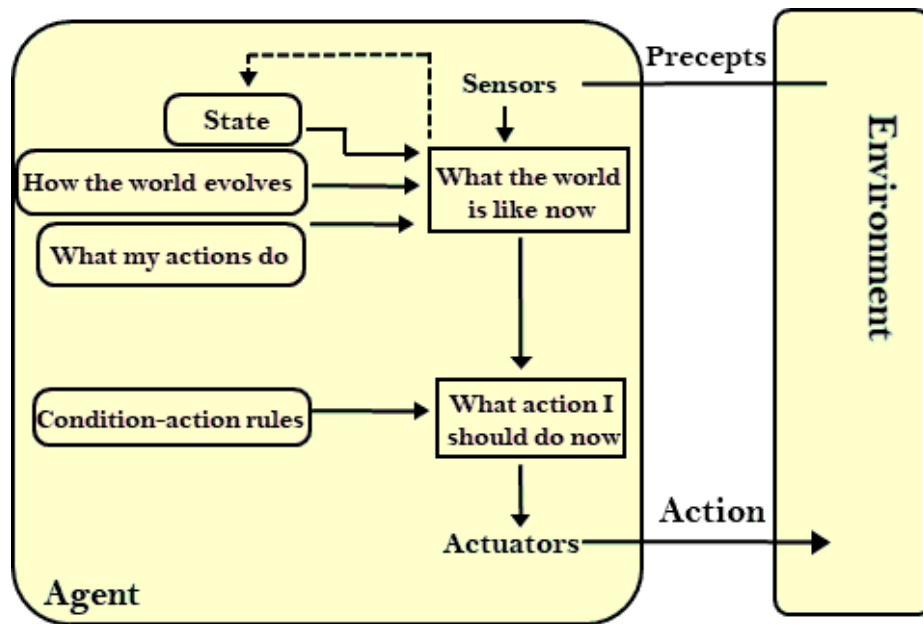 Precepts
Sensors
State
How the world evolves
What the world
is like now
What my actions do
Environment
Condition-action rules
What action I
should do now
Action
Actuators
Agent